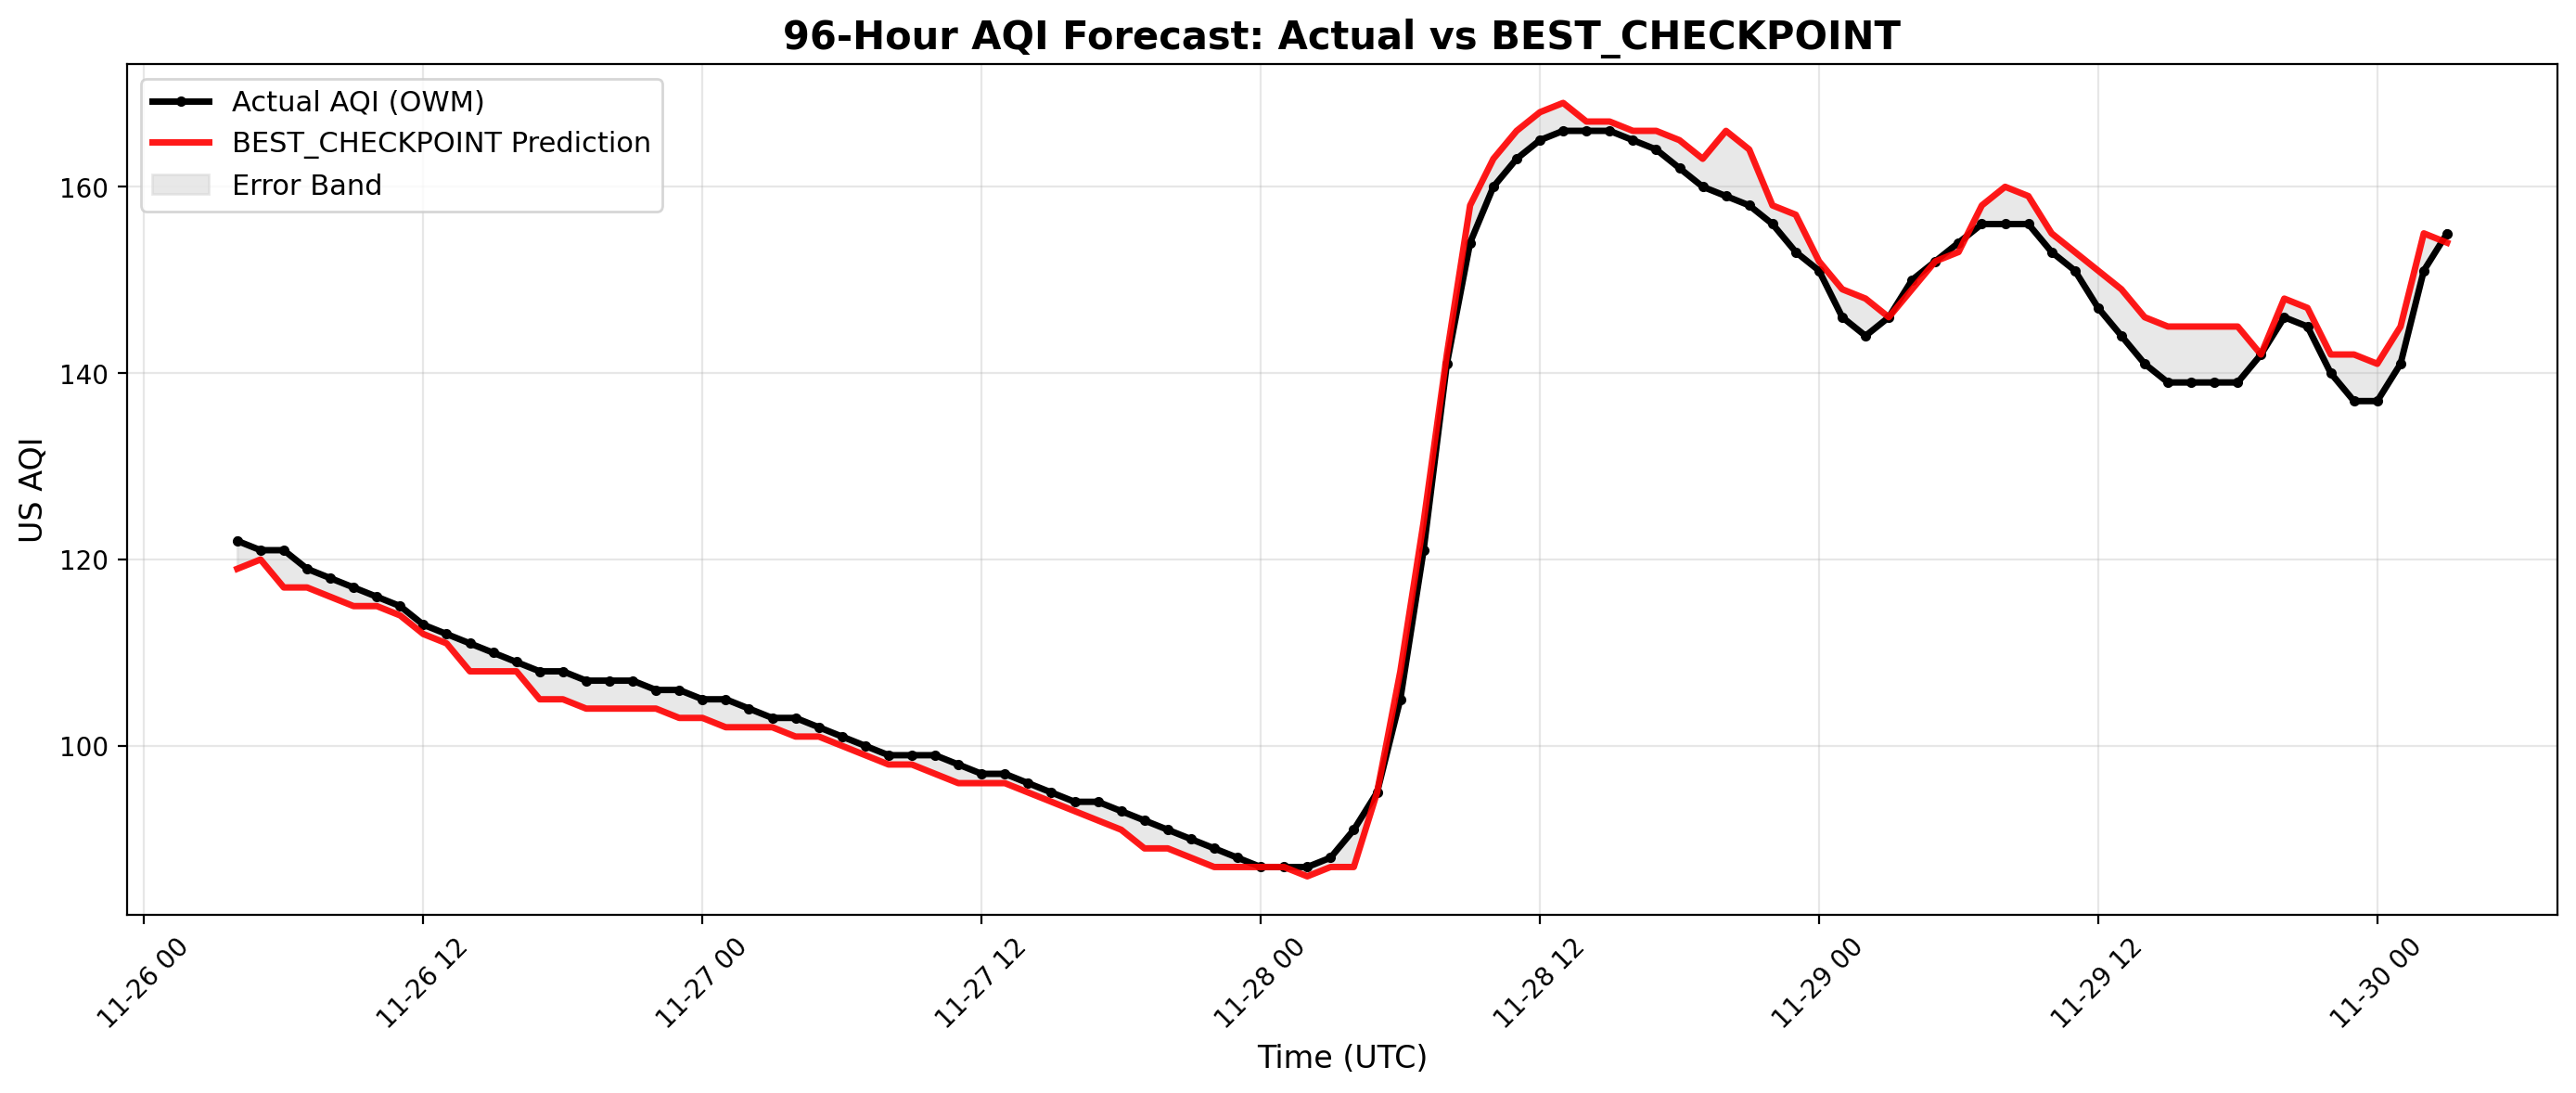 96-Hour AQI Forecast: Actual vs BEST_CHECKPOINT
Actual AQI (OWM)
BEST_CHECKPOINT Prediction
Error Band
US AQI
160
140
120
100
11-26 00
11-26 12
11-27 00
11-27 12
11-28 00
11-28 12
11-29 00
11-29 12
11-30 00
Time (UTC)